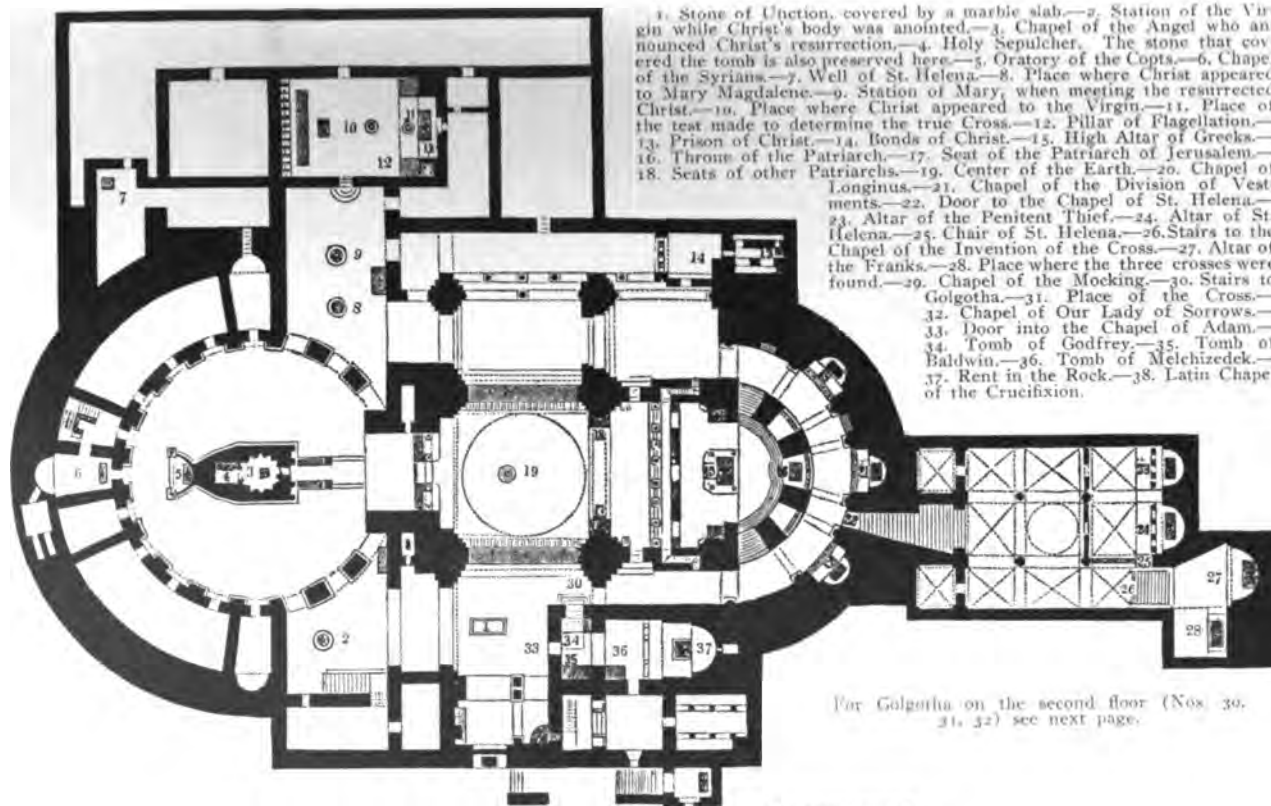 1. Stone of Unction, covered by a marble slab.—2. Station of the Vir-
gin while Christ's body was anointed.—3. Chapel of the Angel who an-
nounced Christ's resurrection.—4. Holy Sepulcher. The stone that cov-
ered the tomb is also preserved here.—5. Oratory of the Copts.—6. Chape
of the Syrians.—7. Well of St. Helena.—8. Place where Christ appeared
to Mary Magdalene.—9. Station of Mary, when meeting the resurrected
Christ.—10. Place where Christ appeared to the Virgin.—11. Place of
the test made to determine the true Cross.—12. Pillar of Flagellation.—
13. Prison of Christ.—14. Bonds of Christ.—15. High Altar of Greeks.—
16. Throne of the Patriarch.—17. Seat of the Patriarch of Jerusalem.—
18. Seats of other Patriarchs.—19. Center of the Earth.—20. Chapel of
Longinus.—21. Chapel of the Division of Vest-
ments.—22. Door to the Chapel of St. Helena.—
23. Altar of the Penitent Thief.—24. Altar of St.
Helena.—25. Chair of St. Helena.—26. Stairs to the
Chapel of the Invention of the Cross.—27. Altar of
the Franks.—28. Place where the three crosses were
found.—29. Chapel of the Mocking.—30. Stairs to
Golgotha.—31. Place of the Cross.—
32. Chapel of Our Lady of Sorrows.—
33. Door into the Chapel of Adam.—
34. Tomb of Godfrey.—35. Tomb of
Baldwin.—36. Tomb of Melchizedek.—
37. Rent in the Rock.—38. Latin Chape
of the Crucifixion.
10
11
12
13
7
9
14
8
6
5
4
3
19
22
24
25
26
27
28
30
1
2
33
34
35
36
37
For Golgotha on the second floor (Nos. 30,
31, 32) see next page.